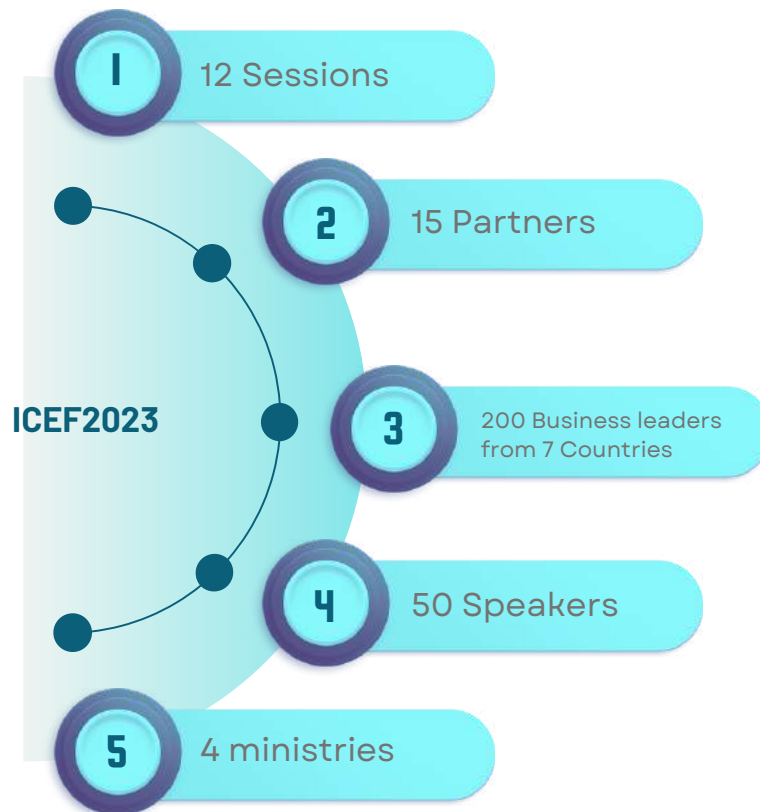 1
12 Sessions
2
15 Partners
ICEF2023
3
200 Business leaders
from 7 Countries
4
50 Speakers
5
4 ministries